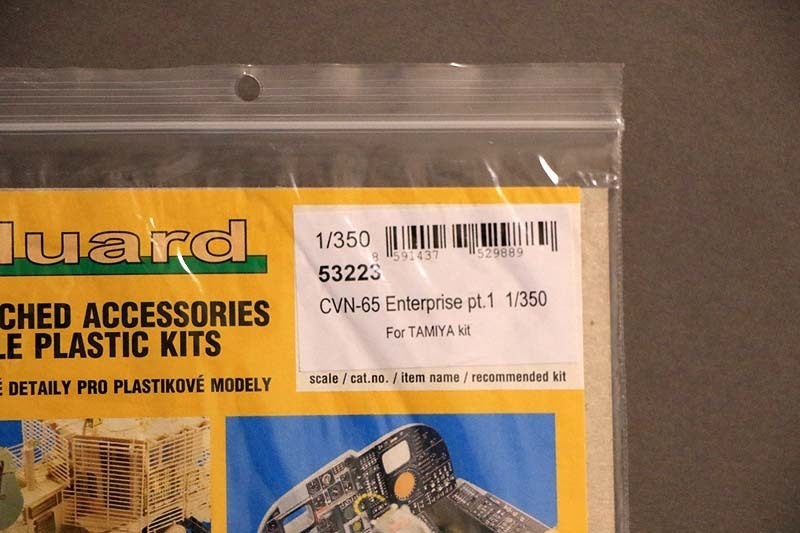 duard
CHED ACCESSORIES
LE PLASTIC KITS
É DETAILY PRO PLASTIKOVÉ MODELY
1/350
8 591437 529889
53223
CVN-65 Enterprise pt.1 1/350
For TAMIYA kit
scale / cat.no. / item name / recommended kit